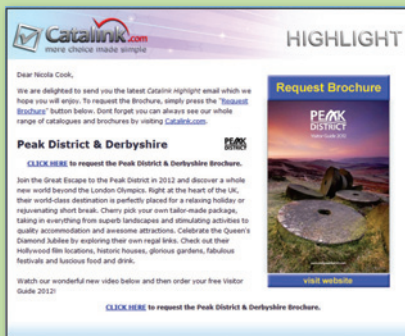 Catalink.com
more choice made simple
HIGHLIGHT
Dear Nicola Cook,
We are delighted to send you the latest Catalink Highlight email which
we hope you will enjoy. To request the Brochure, simply press the "Request
Brochure" button below. Dont forget you can always see our whole
range of catalogues and brochures by visiting Catalink.com.
Peak District & Derbyshire
PEAK
DISTRICT
CLICK HERE to request the Peak District & Derbyshire Brochure.
Join the Great Escape to the Peak District in 2012 and discover a whole
new world beyond the London Olympics. Right at the heart of the UK,
their world-class destination is perfectly placed for a relaxing holiday or
rejuvenating short break. Cherry pick your own tailor-made package,
taking in everything from superb landscapes and stimulating activities to
quality accommodation and awesome attractions. Celebrate the Queen's
Diamond Jubilee by exploring their own regal links. Check out their
Hollywood film locations, historic houses, glorious gardens, fabulous
festivals and luscious food and drink.
Watch our wonderful new video below and then order your free Visitor
Guide 2012!
CLICK HERE to request the Peak District & Derbyshire Brochure.
Request Brochure
PEAK
DISTRICT
Visitor Guide 2012
visit website